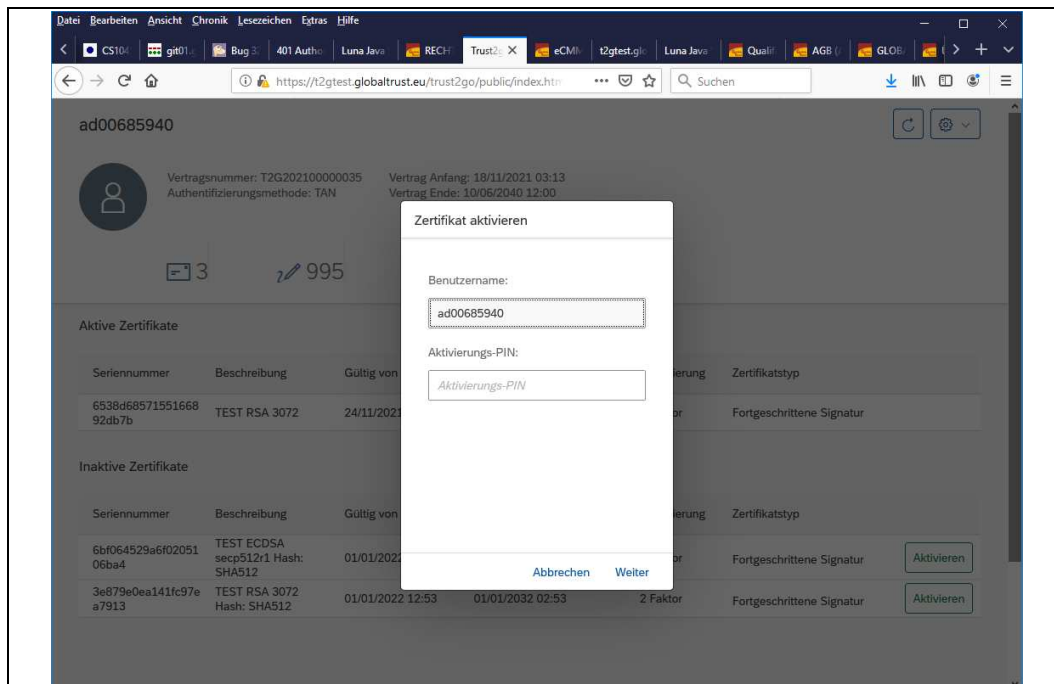 Datei Bearbeiten Ansicht Chronik Lesezeichen Extras Hilfe
CS104 git01. Bug 3 401 Autho Luna Java RECH Trust2 eCM t2gtest.glo Luna Java Qualif AGB (A GLOB
https://t2gtest.globaltrust.eu/trust2go/public/index.htm Suchen
ad00685940
Vertragsnummer: T2G202100000035 Vertrag Anfang: 18/11/2021 03:13
Authentifizierungsmethode: TAN Vertrag Ende: 10/06/2040 12:00
3 995
Zertifikat aktivieren
Benutzername:
ad00685940
Aktivierungs-PIN:
Aktivierungs-PIN
Abbrechen Weiter
Aktive Zertifikate
Seriennummer Beschreibung Gültig von ierung Zertifikatstyp
6538d68571551668
92db7b
TEST RSA 3072 24/11/2021 or Fortgeschrittene Signatur
Inaktive Zertifikate
Seriennummer Beschreibung Gültig von ierung Zertifikatstyp
6bf064529a6f02051
06ba4
TEST ECDSA
secp512r1 Hash:
SHA512
01/01/2022 or Fortgeschrittene Signatur Aktivieren
3e879e0ea141fc97e
a7913
TEST RSA 3072
Hash: SHA512
01/01/2022 12:53 01/01/2032 02:53 2 Faktor Fortgeschrittene Signatur Aktivieren